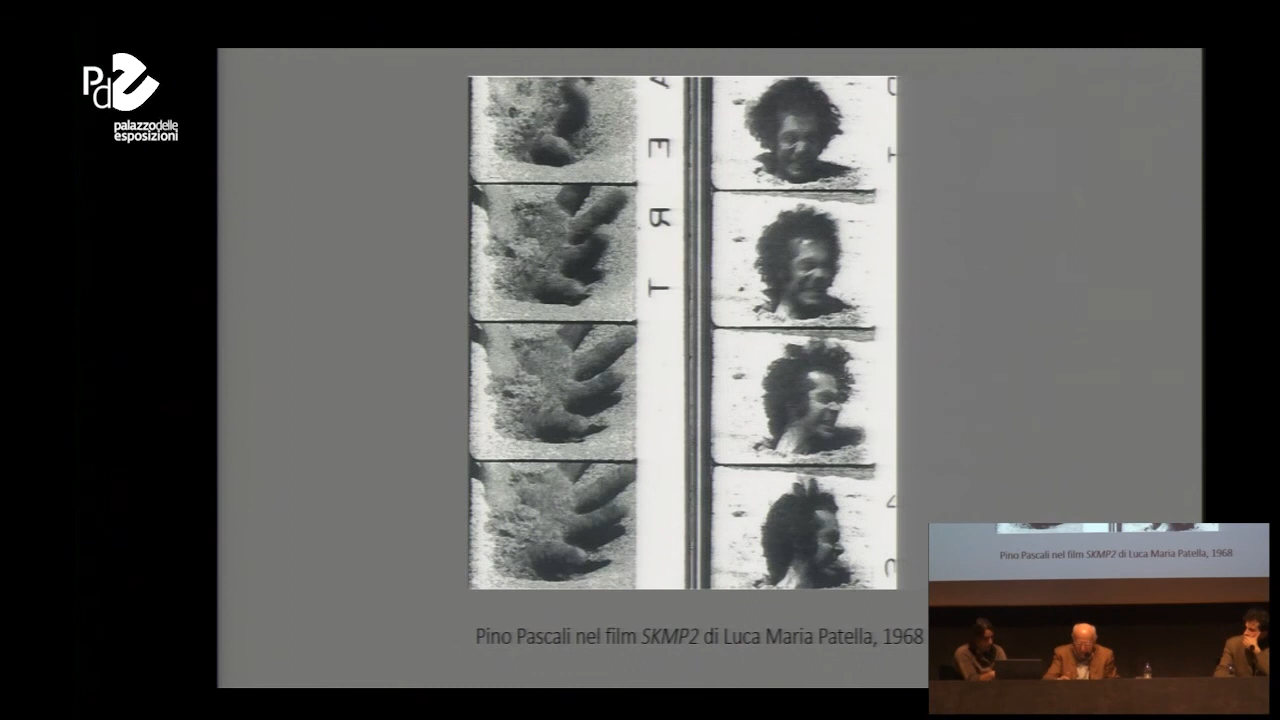 PdE
palazzodelle
esposizioni
A
E
R
T
Pino Pascali nel film SKMP2 di Luca Maria Patella, 1968
Pino Pascali nel film SKMP2 di Luca Maria Patella, 1968